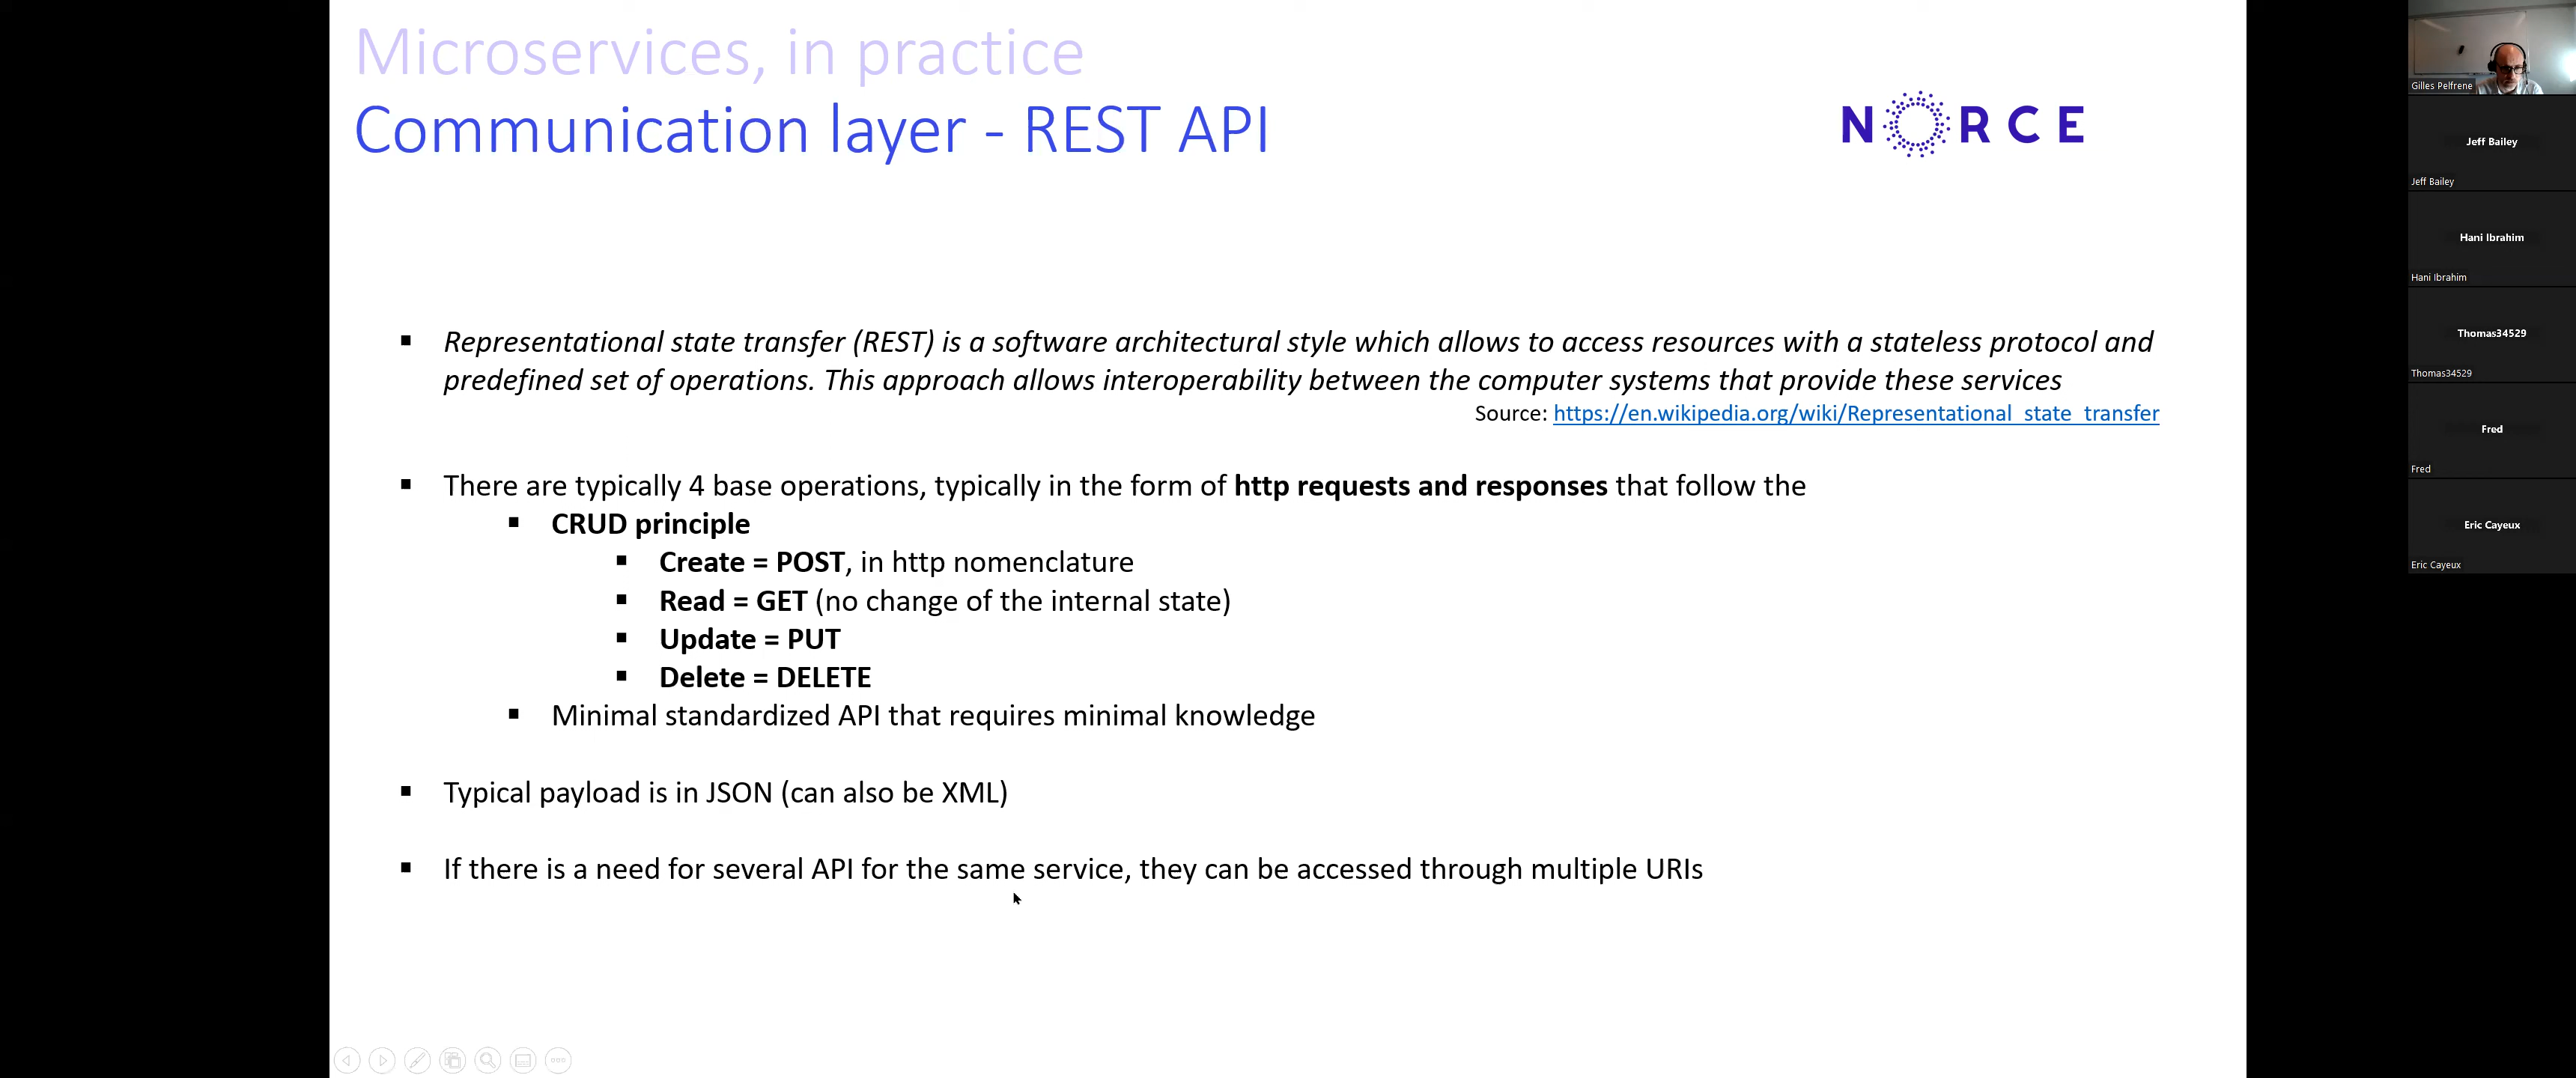 Microservices, in practice
Communication layer - REST API
NORCE
▪ Representational state transfer (REST) is a software architectural style which allows to access resources with a stateless protocol and
predefined set of operations. This approach allows interoperability between the computer systems that provide these services
Source: https://en.wikipedia.org/wiki/Representational_state_transfer
▪ There are typically 4 base operations, typically in the form of http requests and responses that follow the
▪ CRUD principle
▪ Create = POST, in http nomenclature
▪ Read = GET (no change of the internal state)
▪ Update = PUT
▪ Delete = DELETE
▪ Minimal standardized API that requires minimal knowledge
▪ Typical payload is in JSON (can also be XML)
▪ If there is a need for several API for the same service, they can be accessed through multiple URIs
Gilles Pelfrene
Jeff Bailey
Jeff Bailey
Hani Ibrahim
Hani Ibrahim
Thomas34529
Thomas34529
Fred
Fred
Eric Cayeux
Eric Cayeux